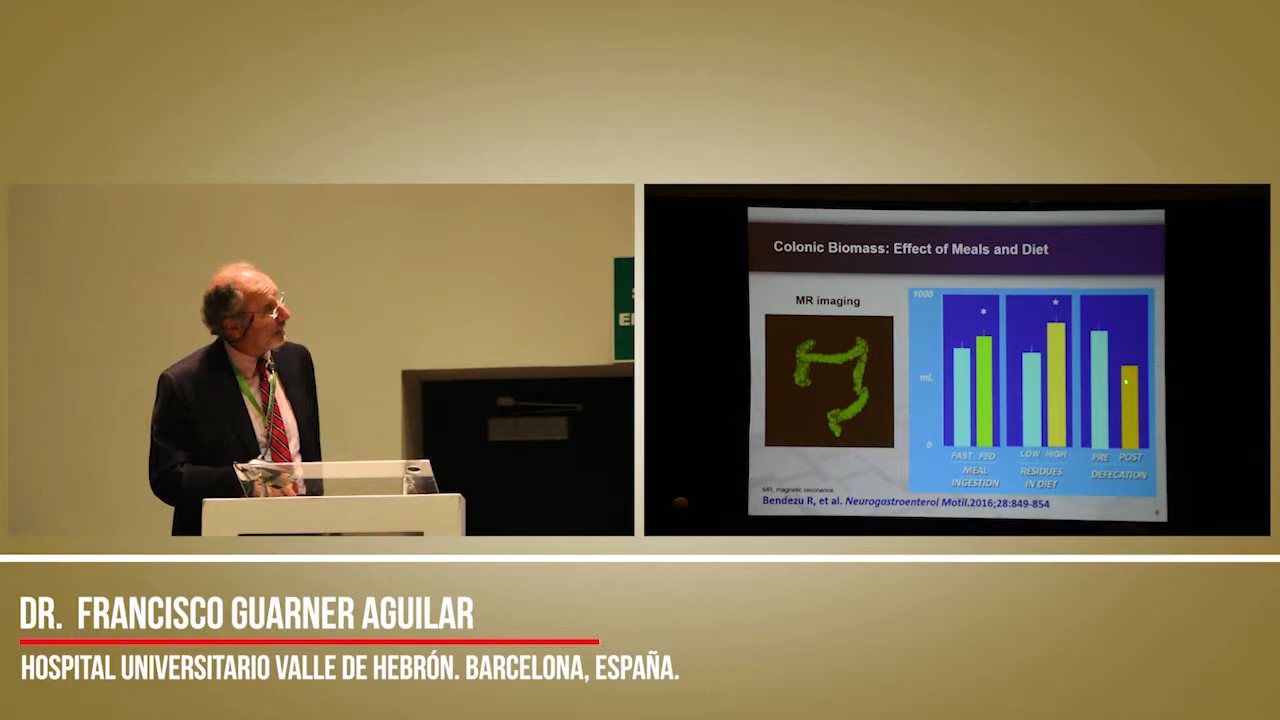 Colonic Biomass: Effect of Meals and Diet
MR imaging
1000
mL
0
FAST FED
MEAL
INGESTION
LOW HIGH
RESIDUES
IN DIET
PRE POST
DEFECATION
MR, magnetic resonance.
Bendezu R, et al. Neurogastroenterol Motil.2016;28:849-854
DR. FRANCISCO GUARNER AGUILAR
HOSPITAL UNIVERSITARIO VALLE DE HEBRÓN. BARCELONA, ESPAÑA.